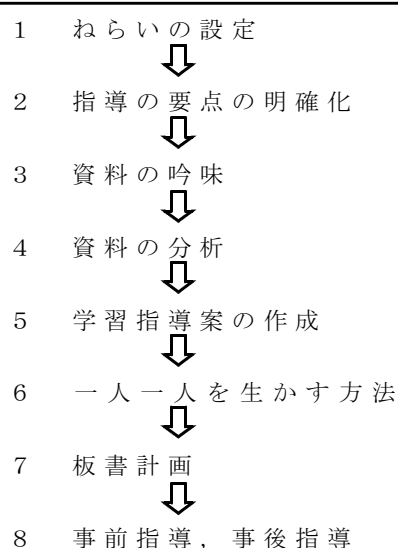 1 ねらいの設定
2 指導の要点の明確化
3 資料の吟味
4 資料の分析
5 学習指導案の作成
6 一人一人を生かす方法
7 板書計画
8 事前指導，事後指導